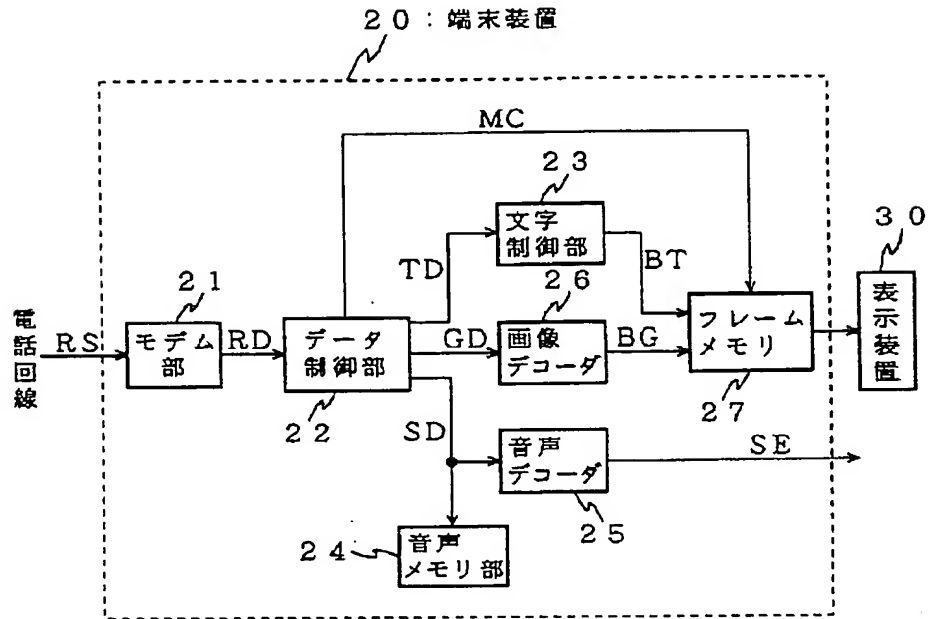 20：端末装置
MC
23
文字
制御部
TD
BT
30
表示装置
電話回線
RS
21
モデム
部
RD
データ
制御部
22
GD
26
画像
デコーダ
BG
フレーム
メモリ
27
SD
音声
デコーダ
25
SE
24
音声
メモリ部